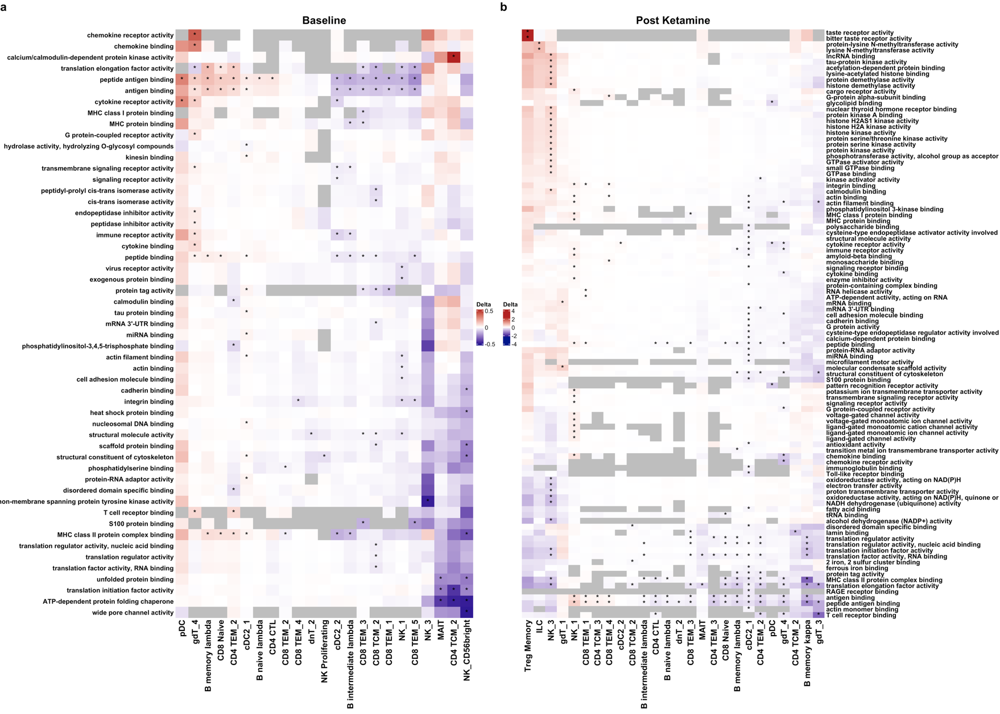 a
Baseline
chemokine receptor activity
chemokine binding
calcium/calmodulin-dependent protein kinase activity
translation elongation factor activity
peptide antigen binding
antigen binding
cytokine receptor activity
MHC class I protein binding
MHC protein binding
G protein-coupled receptor activity
hydrolase activity, hydrolyzing O-glycosyl compounds
kinesin binding
transmembrane signaling receptor activity
signaling receptor activity
peptidyl-prolyl cis-trans isomerase activity
cis-trans isomerase activity
endopeptidase inhibitor activity
peptidase inhibitor activity
immune receptor activity
cytokine binding
peptide binding
virus receptor activity
exogenous protein binding
protein tag activity
calmodulin binding
tau protein binding
mRNA 3'-UTR binding
miRNA binding
phosphatidylinositol-3,4,5-trisphosphate binding
actin filament binding
actin binding
cell adhesion molecule binding
cadherin binding
integrin binding
heat shock protein binding
nucleosomal DNA binding
structural molecule activity
scaffold protein binding
structural constituent of cytoskeleton
phosphatidylserine binding
protein-RNA adaptor activity
disordered domain specific binding
non-membrane spanning protein tyrosine kinase activity
T cell receptor binding
S100 protein binding
MHC class II protein complex binding
translation regulator activity, nucleic acid binding
translation regulator activity
translation factor activity, RNA binding
unfolded protein binding
translation initiation factor activity
ATP-dependent protein folding chaperone
wide pore channel activity
pDC
gdT_4
B memory lambda
CD8 Naive
CD4 TEM_2
cDC2_1
B naive lambda
CD4 CTL
CD8 TEM_2
CD8 TEM_4
dnT_2
NK Proliferating
cDC2_2
B intermediate lambda
CD8 TEM_3
CD8 TCM_2
CD8 TEM_1
NK_1
CD8 TEM_5
NK_3
MAIT
CD4 TCM_2
NK_CD56bright
Delta
0.5
0
-0.5
Delta
4
2
0
-2
-4
b
Post Ketamine
taste receptor activity
bitter taste receptor activity
protein-lysine N-methyltransferase activity
lysine N-methyltransferase activity
lncRNA binding
tau-protein kinase activity
acetylation-dependent protein binding
lysine-acetylated histone binding
protein demethylase activity
histone demethylase activity
cargo receptor activity
G-protein alpha-subunit binding
glycolipid binding
nuclear thyroid hormone receptor binding
protein kinase A binding
histone H2AS1 kinase activity
histone H2A kinase activity
histone kinase activity
protein serine/threonine kinase activity
protein serine kinase activity
protein kinase activity
phosphotransferase activity, alcohol group as acceptor
GTPase activator activity
small GTPase binding
GTPase binding
kinase activator activity
integrin binding
calmodulin binding
actin binding
actin filament binding
phosphatidylinositol 3-kinase binding
MHC class I protein binding
MHC protein binding
polysaccharide binding
cysteine-type endopeptidase activator activity involved
structural molecule activity
cytokine receptor activity
immune receptor activity
amyloid-beta binding
monosaccharide binding
signaling receptor binding
cytokine binding
enzyme inhibitor activity
protein-containing complex binding
RNA helicase activity
ATP-dependent activity, acting on RNA
mRNA binding
mRNA 3'-UTR binding
cell adhesion molecule binding
cadherin binding
G protein activity
cysteine-type endopeptidase regulator activity involved
calcium-dependent protein binding
peptide binding
protein-RNA adaptor activity
miRNA binding
microfilament motor activity
molecular condensate scaffold activity
structural constituent of cytoskeleton
S100 protein binding
pattern recognition receptor activity
potassium ion transmembrane transporter activity
transmembrane signaling receptor activity
signaling receptor activity
G protein-coupled receptor activity
voltage-gated channel activity
voltage-gated monoatomic ion channel activity
ligand-gated monoatomic cation channel activity
ligand-gated monoatomic ion channel activity
ligand-gated channel activity
antioxidant activity
transition metal ion transmembrane transporter activity
chemokine binding
chemokine receptor activity
immunoglobulin binding
Toll-like receptor binding
oxidoreductase activity, acting on NAD(P)H
electron transfer activity
proton transmembrane transporter activity
oxidoreductase activity, acting on NAD(P)H, quinone or
NADH dehydrogenase (ubiquinone) activity
fatty acid binding
tRNA binding
alcohol dehydrogenase (NADP+) activity
disordered domain specific binding
lamin binding
translation regulator activity
translation regulator activity, nucleic acid binding
translation initiation factor activity
translation factor activity, RNA binding
2 iron, 2 sulfur cluster binding
ferrous iron binding
protein tag activity
MHC class II protein complex binding
translation elongation factor activity
RAGE receptor binding
antigen binding
peptide antigen binding
actin monomer binding
T cell receptor binding
Treg Memory
ILC
NK_3
gdT_1
NK_1
CD8 TEM_1
CD4 TCM_3
CD8 TEM_4
cDC2_2
CD8 TCM_2
B intermediate lambda
CD4 CTL
B naive lambda
dnT_2
CD8 TEM_3
MAIT
CD4 TEM_3
CD8 Naive
B memory lambda
cDC2_1
CD4 TEM_2
pDC
gdT_4
CD4 TCM_2
B memory kappa
gdT_3